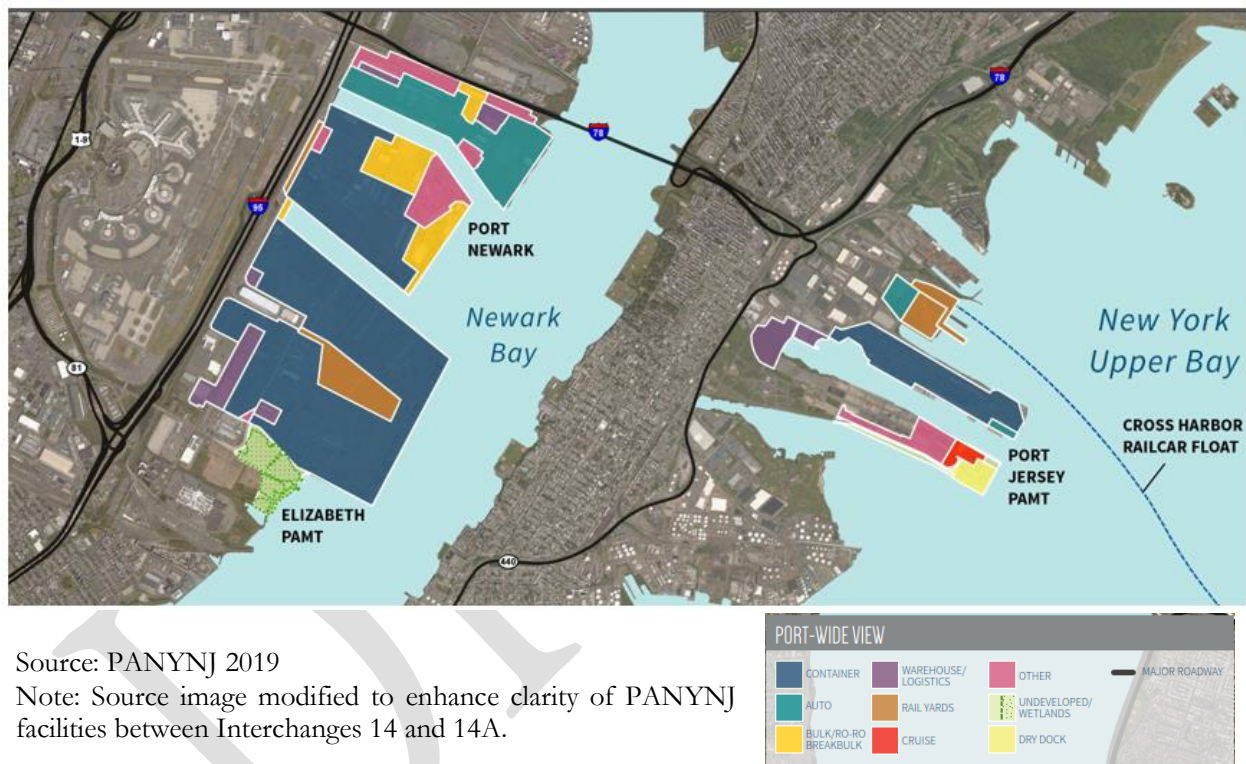 78
1-9
78
95
PORT
NEWARK
Newark
Bay
New York
Upper Bay
81
CROSS HARBOR
RAILCAR FLOAT
PORT
JERSEY
PAMT
ELIZABETH
PAMT
440
Source: PANYNJ 2019
Note: Source image modified to enhance clarity of PANYNJ
facilities between Interchanges 14 and 14A.
PORT-WIDE VIEW
CONTAINER
WAREHOUSE/
LOGISTICS
OTHER
MAJOR ROADWAY
AUTO
RAIL YARDS
UNDEVELOPED/
WETLANDS
BULK/RO-RO
BREAKBULK
CRUISE
DRY DOCK